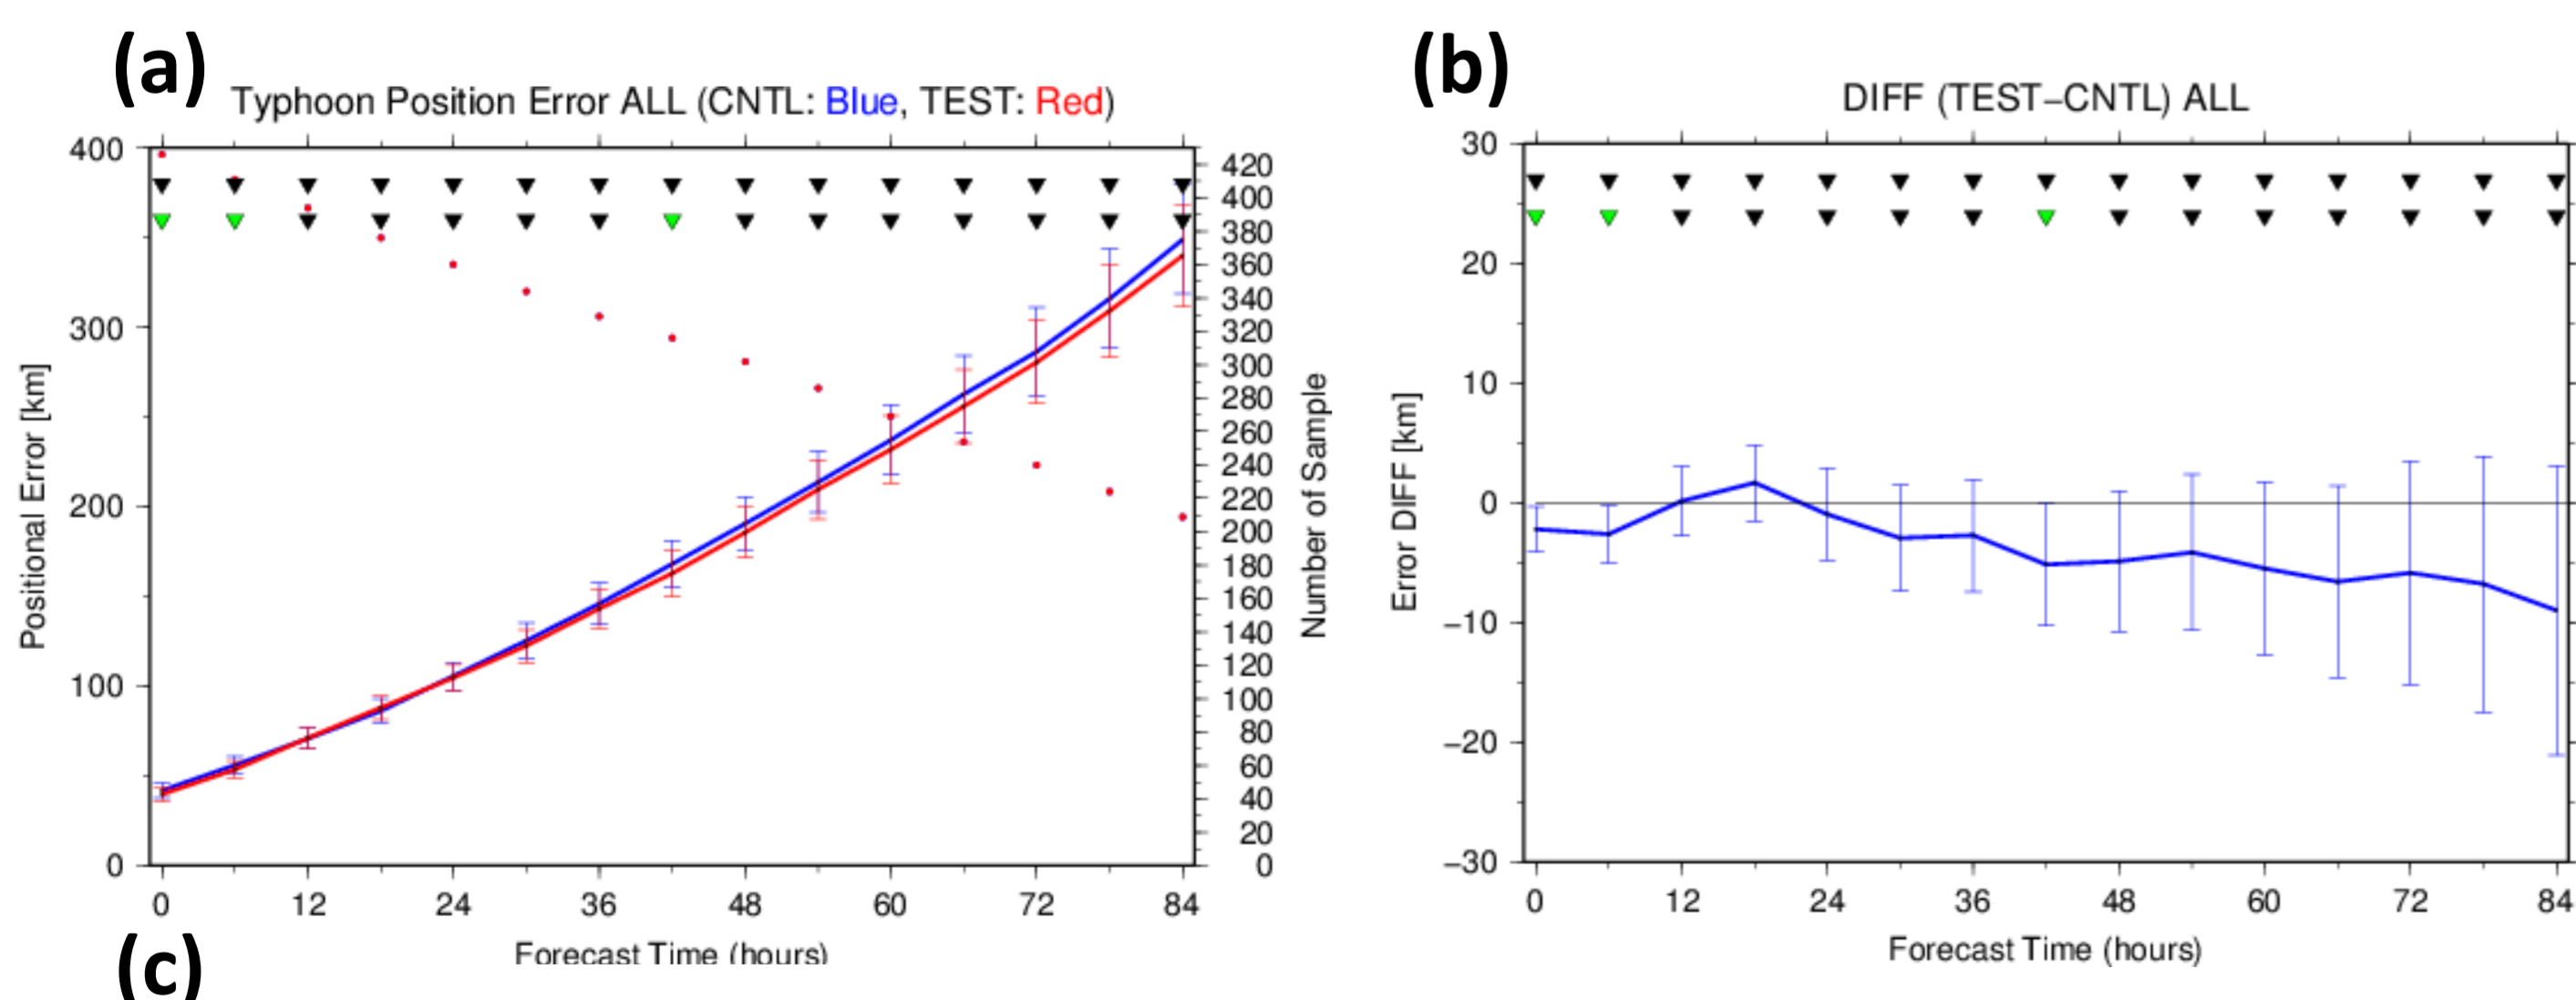 (a)
Typhoon Position Error ALL (CNTL: Blue, TEST: Red)
400
300
200
100
0
Positional Error [km]
420
400
380
360
340
320
300
280
260
240
220
200
180
160
140
120
100
80
60
40
20
0
Number of Sample
0 12 24 36 48 60 72 84
Forecast Time (hours)
(b)
DIFF (TEST−CNTL) ALL
30
20
10
0
−10
−20
−30
Error DIFF [km]
0 12 24 36 48 60 72 84
Forecast Time (hours)
(c)